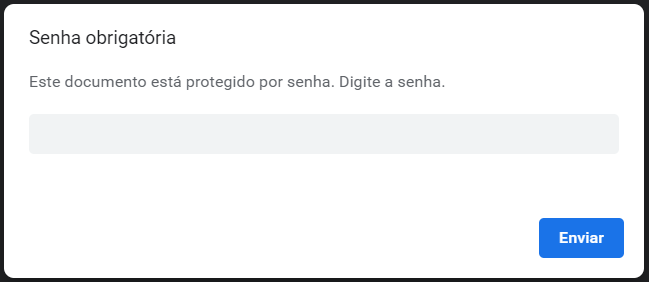 Senha obrigatória
Este documento está protegido por senha. Digite a senha.
Enviar